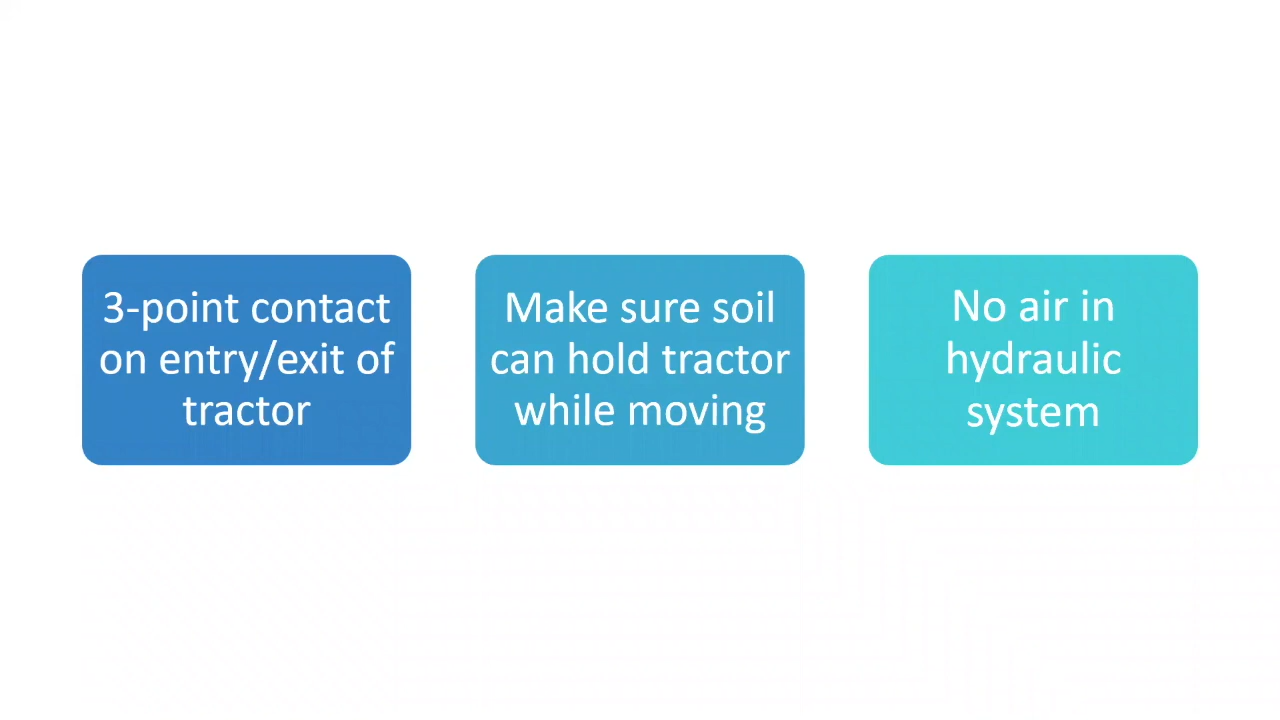 3-point contact
on entry/exit of
tractor
Make sure soil
can hold tractor
while moving
No air in
hydraulic
system